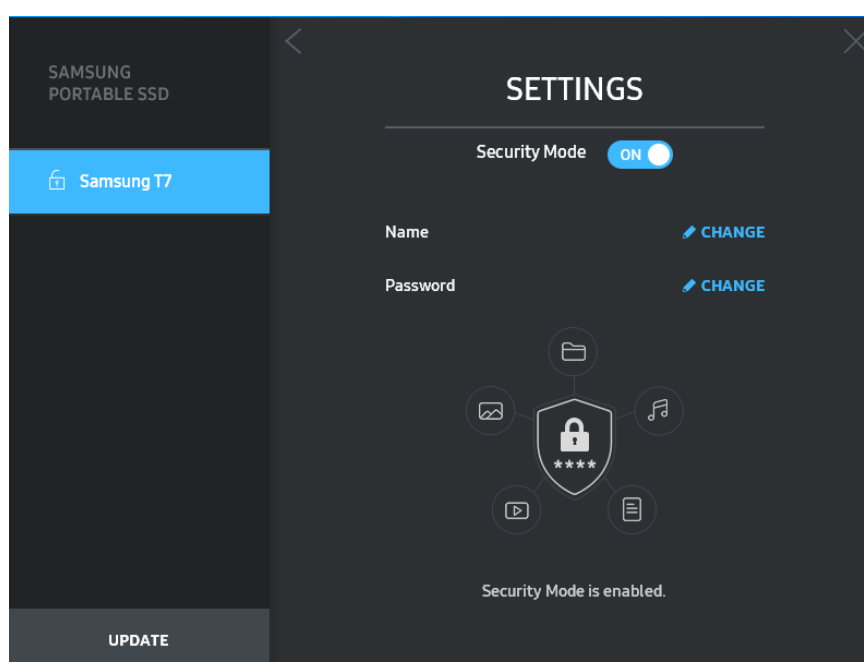 SAMSUNG
PORTABLE SSD
Samsung T7
UPDATE
SETTINGS
Security Mode ON
Name CHANGE
Password CHANGE
****
Security Mode is enabled.